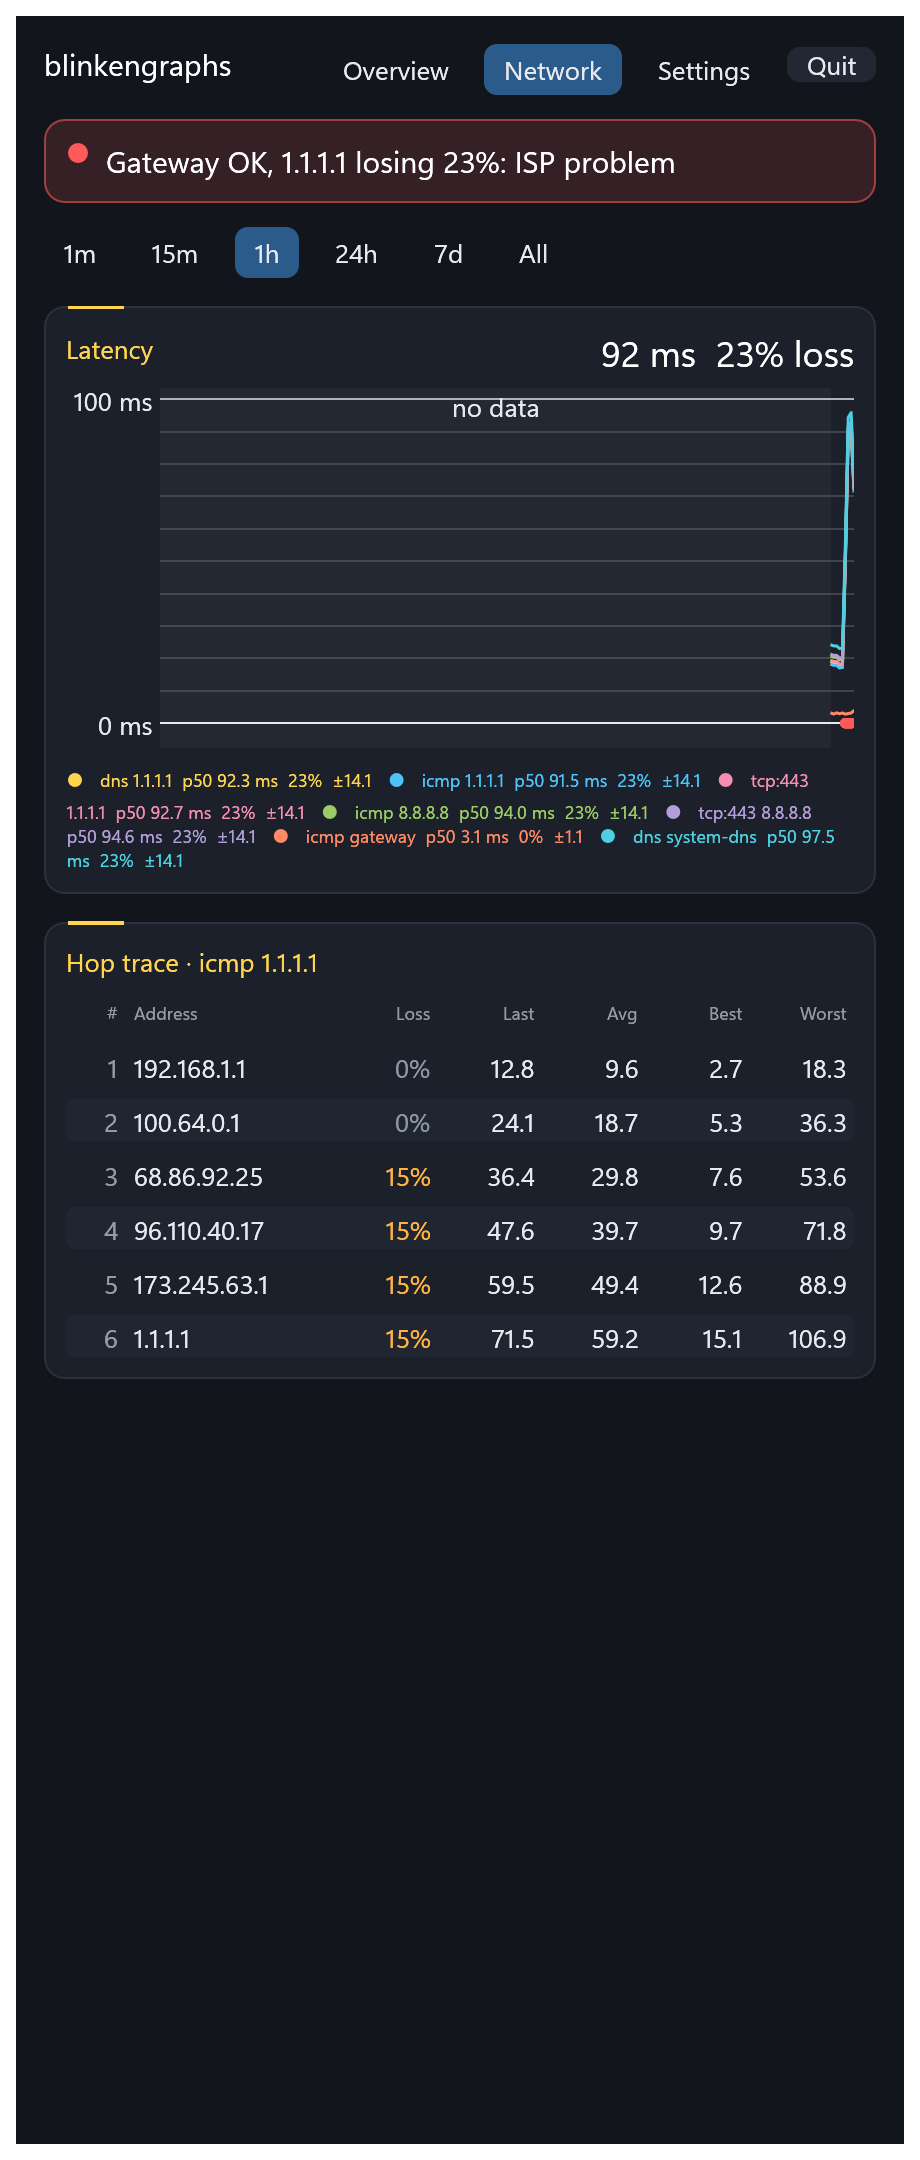 blinkengraphs Overview Network Settings Quit
Gateway OK, 1.1.1.1 losing 23%: ISP problem
1m 15m 1h 24h 7d All
Latency 92 ms 23% loss
100 ms
no data
0 ms
dns 1.1.1.1 p50 92.3 ms 23% ±14.1 icmp 1.1.1.1 p50 91.5 ms 23% ±14.1 tcp:443
1.1.1.1 p50 92.7 ms 23% ±14.1 icmp 8.8.8.8 p50 94.0 ms 23% ±14.1 tcp:443 8.8.8.8
p50 94.6 ms 23% ±14.1 icmp gateway p50 3.1 ms 0% ±1.1 dns system-dns p50 97.5
ms 23% ±14.1
Hop trace · icmp 1.1.1.1
# Address Loss Last Avg Best Worst
1 192.168.1.1 0% 12.8 9.6 2.7 18.3
2 100.64.0.1 0% 24.1 18.7 5.3 36.3
3 68.86.92.25 15% 36.4 29.8 7.6 53.6
4 96.110.40.17 15% 47.6 39.7 9.7 71.8
5 173.245.63.1 15% 59.5 49.4 12.6 88.9
6 1.1.1.1 15% 71.5 59.2 15.1 106.9